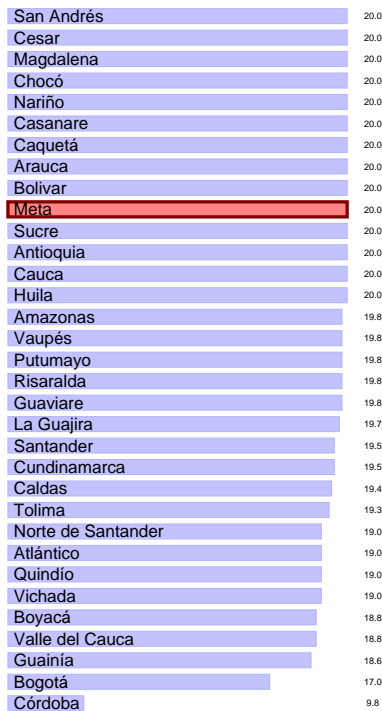 San Andrés 20.0
Cesar 20.0
Magdalena 20.0
Chocó 20.0
Nariño 20.0
Casanare 20.0
Caquetá 20.0
Arauca 20.0
Bolivar 20.0
Meta 20.0
Sucre 20.0
Antioquia 20.0
Cauca 20.0
Huila 20.0
Amazonas 19.8
Vaupés 19.8
Putumayo 19.8
Risaralda 19.8
Guaviare 19.8
La Guajira 19.7
Santander 19.5
Cundinamarca 19.5
Caldas 19.4
Tolima 19.3
Norte de Santander 19.0
Atlántico 19.0
Quindío 19.0
Vichada 19.0
Boyacá 18.8
Valle del Cauca 18.8
Guainía 18.6
Bogotá 17.0
Córdoba 9.8